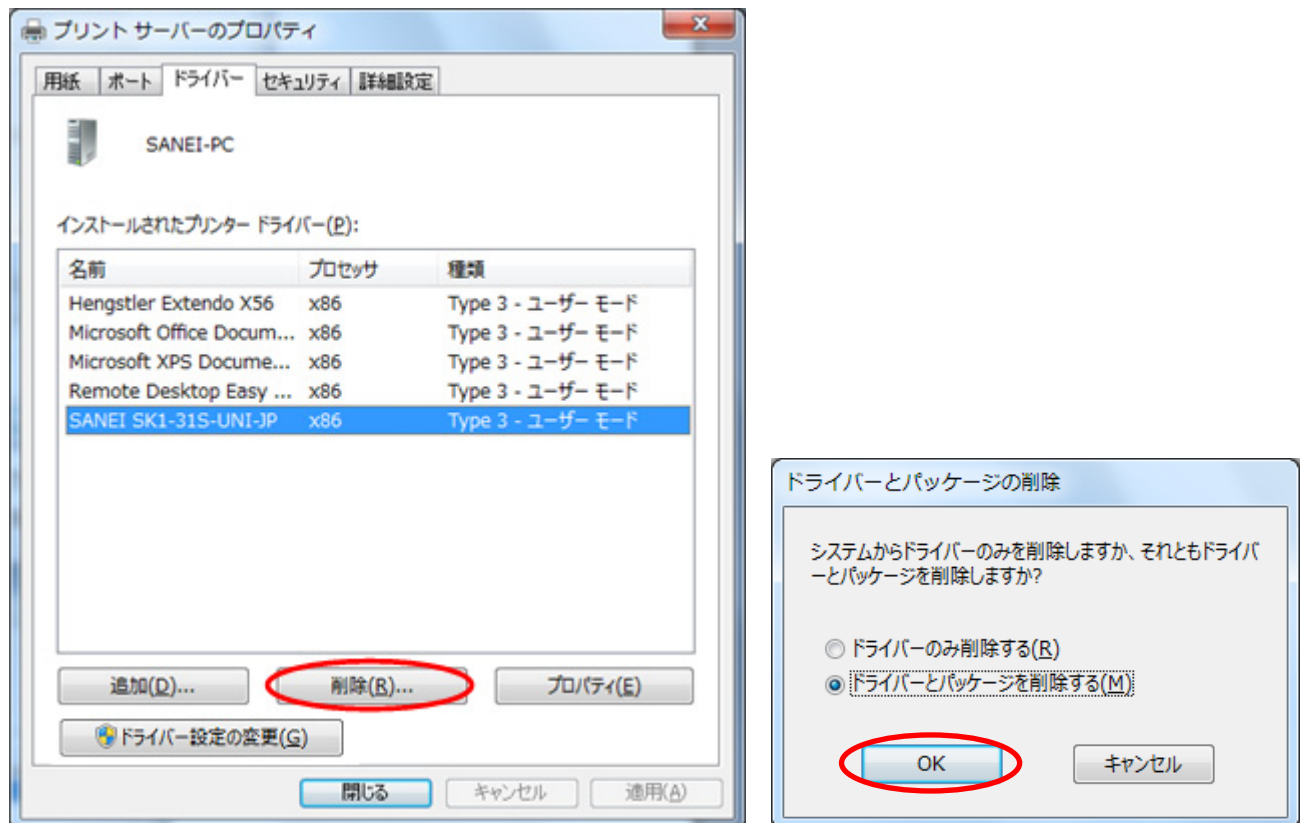 プリント サーバーのプロパティ
用紙 ポート ドライバー セキュリティ 詳細設定
SANEI-PC
インストールされたプリンター ドライバー(P):
名前 プロセッサ 種類
Hengstler Extendo X56 x86 Type 3 - ユーザー モード
Microsoft Office Docum... x86 Type 3 - ユーザー モード
Microsoft XPS Docume... x86 Type 3 - ユーザー モード
Remote Desktop Easy ... x86 Type 3 - ユーザー モード
SANEI SK1-31S-UNI-JP x86 Type 3 - ユーザー モード
追加(D)... 削除(R)... プロパティ(E)
ドライバー設定の変更(G)
閉じる キャンセル 適用(A)
ドライバーとパッケージの削除
システムからドライバーのみを削除しますか、それともドライバ
ーとパッケージを削除しますか?
ドライバーのみ削除する(R)
ドライバーとパッケージを削除する(M)
OK キャンセル